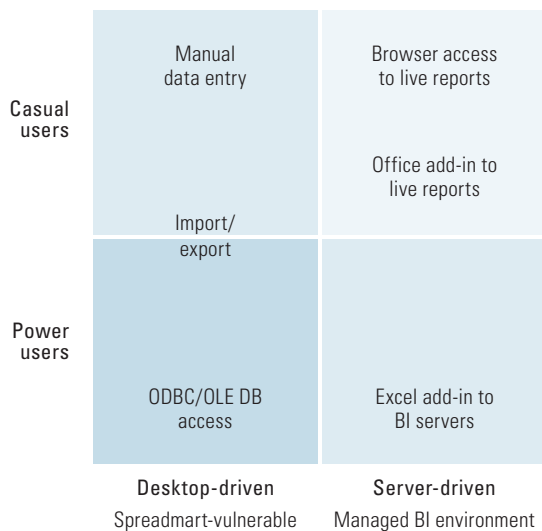 Manual
data entry
Browser access
to live reports
Casual
users
Office add-in to
live reports
Import/
export
Power
users
ODBC/OLE DB
access
Excel add-in to
BI servers
Desktop-driven
Server-driven
Spreadmart-vulnerable
Managed BI environment